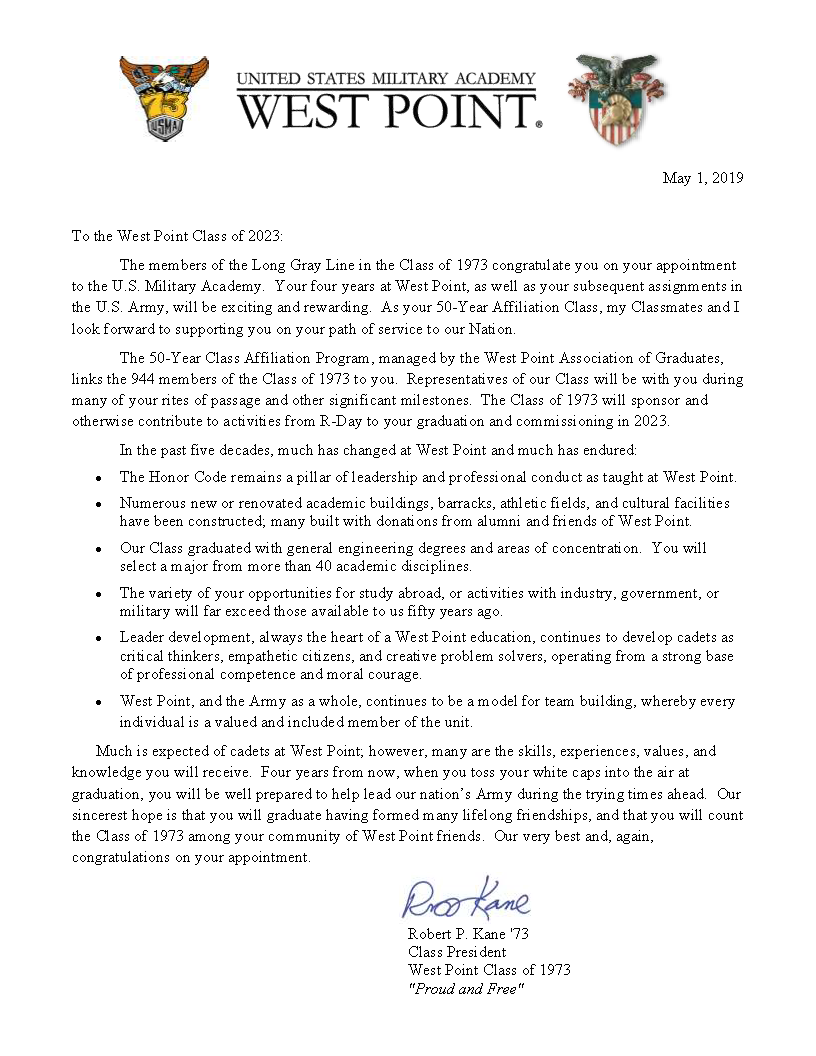 73
USMA
UNITED STATES MILITARY ACADEMY
WEST POINT®
May 1, 2019
To the West Point Class of 2023:
The members of the Long Gray Line in the Class of 1973 congratulate you on your appointment
to the U.S. Military Academy. Your four years at West Point, as well as your subsequent assignments in
the U.S. Army, will be exciting and rewarding. As your 50-Year Affiliation Class, my Classmates and I
look forward to supporting you on your path of service to our Nation.
The 50-Year Class Affiliation Program, managed by the West Point Association of Graduates,
links the 944 members of the Class of 1973 to you. Representatives of our Class will be with you during
many of your rites of passage and other significant milestones. The Class of 1973 will sponsor and
otherwise contribute to activities from R-Day to your graduation and commissioning in 2023.
In the past five decades, much has changed at West Point and much has endured:
• The Honor Code remains a pillar of leadership and professional conduct as taught at West Point.
• Numerous new or renovated academic buildings, barracks, athletic fields, and cultural facilities
have been constructed; many built with donations from alumni and friends of West Point.
• Our Class graduated with general engineering degrees and areas of concentration. You will
select a major from more than 40 academic disciplines.
• The variety of your opportunities for study abroad, or activities with industry, government, or
military will far exceed those available to us fifty years ago.
• Leader development, always the heart of a West Point education, continues to develop cadets as
critical thinkers, empathetic citizens, and creative problem solvers, operating from a strong base
of professional competence and moral courage.
• West Point, and the Army as a whole, continues to be a model for team building, whereby every
individual is a valued and included member of the unit.
Much is expected of cadets at West Point; however, many are the skills, experiences, values, and
knowledge you will receive. Four years from now, when you toss your white caps into the air at
graduation, you will be well prepared to help lead our nation’s Army during the trying times ahead. Our
sincerest hope is that you will graduate having formed many lifelong friendships, and that you will count
the Class of 1973 among your community of West Point friends. Our very best and, again,
congratulations on your appointment.
Kane
Robert P. Kane '73
Class President
West Point Class of 1973
"Proud and Free"